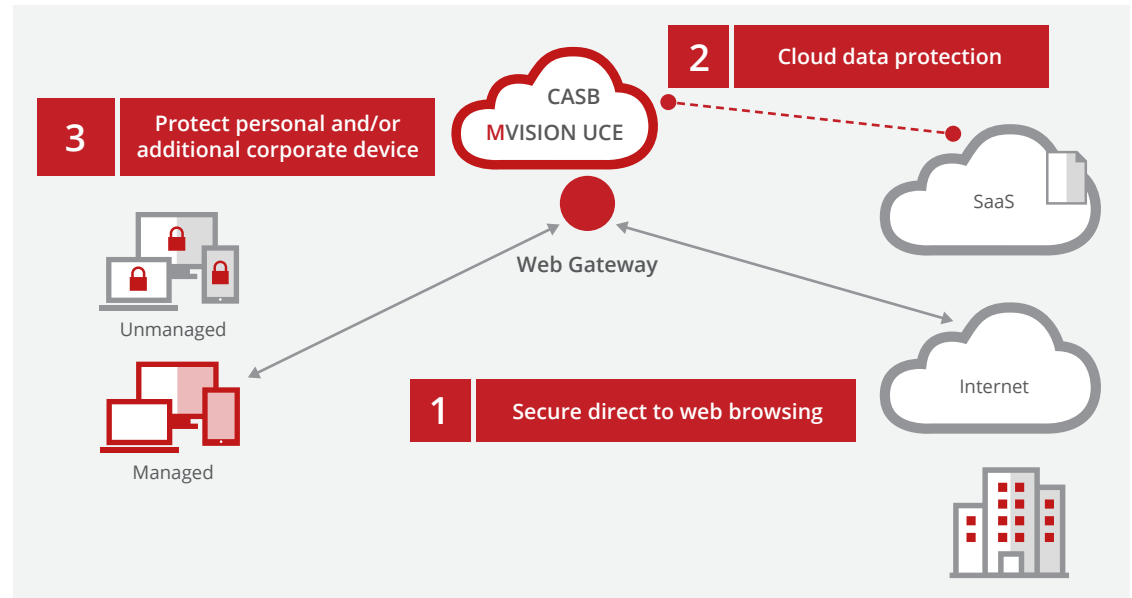 2
Cloud data protection
CASB
MVISION UCE
3
Protect personal and/or
additional corporate device
SaaS
Web Gateway
Unmanaged
Internet
1
Secure direct to web browsing
Managed